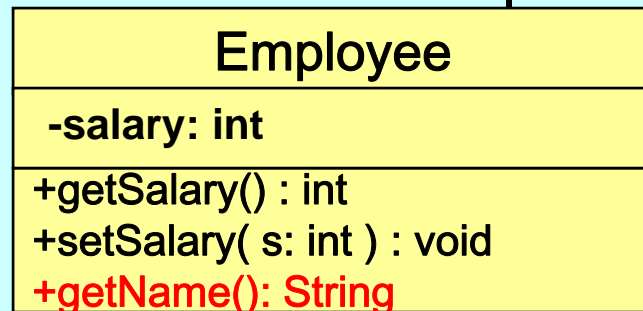 Employee
-salary: int
+getSalary() : int
+setSalary( s: int ) : void
+getName(): String